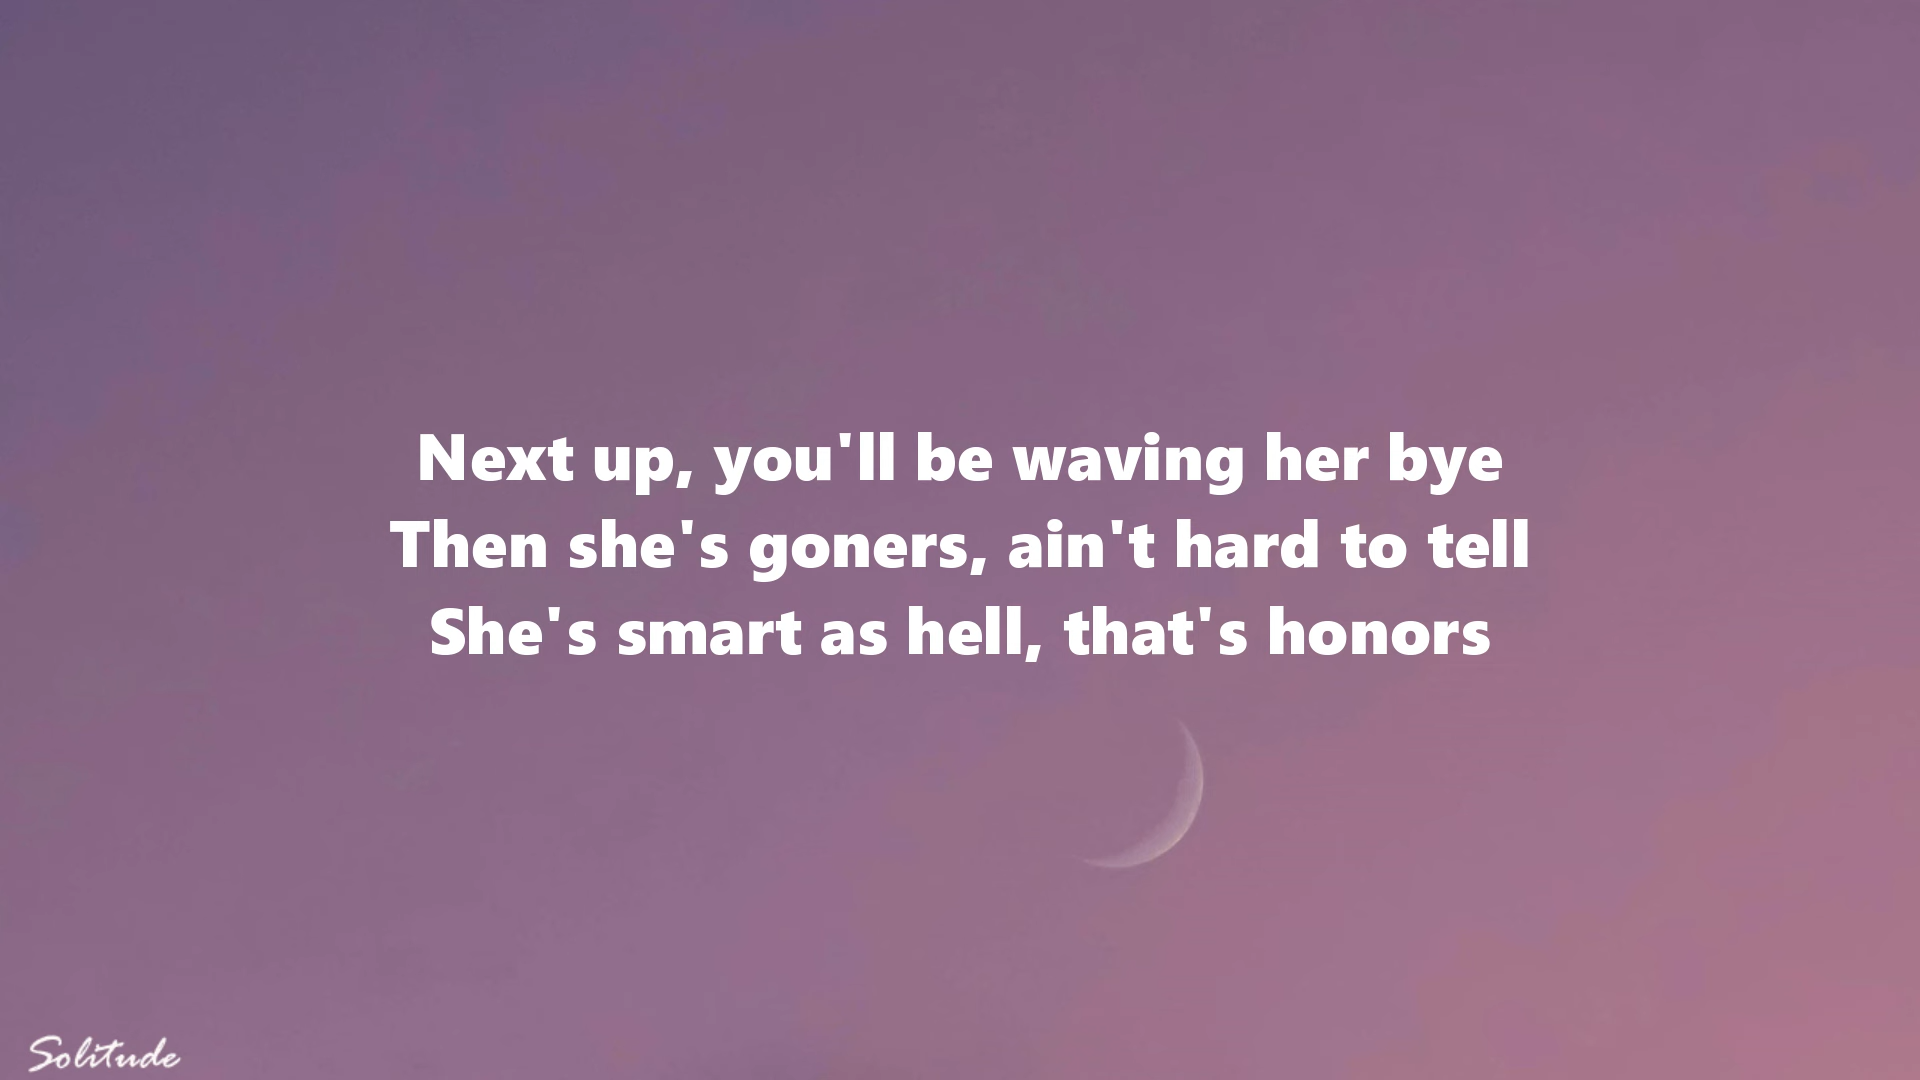 Next up, you'll be waving her bye
Then she's goners, ain't hard to tell
She's smart as hell, that's honors
Solitude